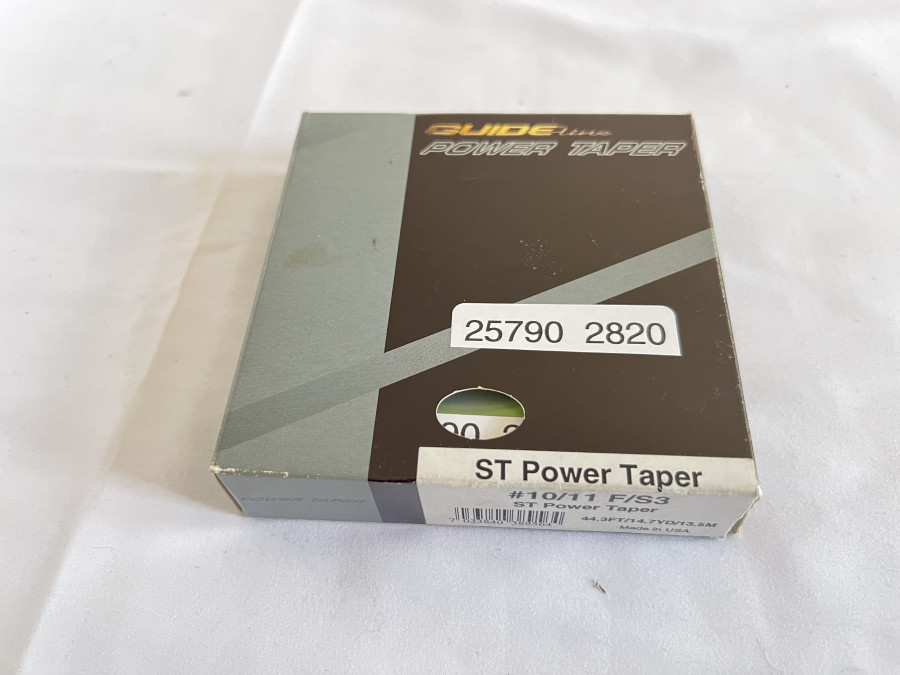 GUIDEline
POWER TAPER
25790 2820
ST Power Taper
POWER TAPER
#10/11 F/S3
ST Power Taper
44.3FT/14.7YD/13.5M
Made in USA